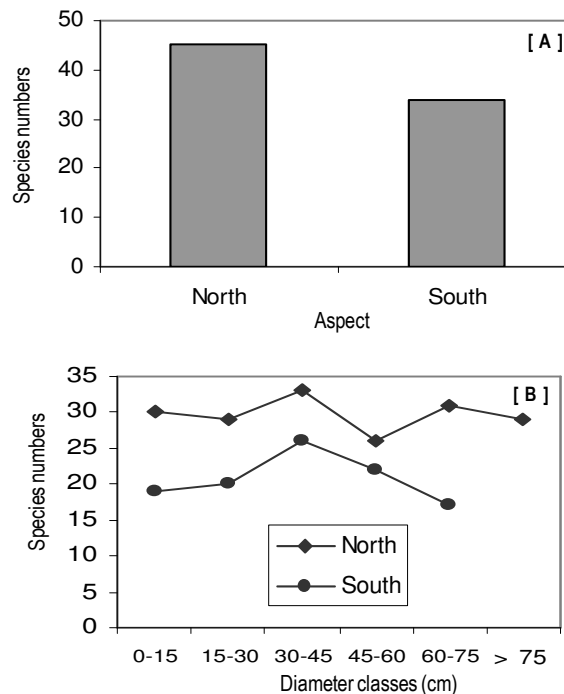 [ A ]
50
40
30
20
10
0
Species numbers
North South
Aspect
[ B ]
35
30
25
20
15
10
5
0
Species numbers
North
South
0-15 15-30 30-45 45-60 60-75 > 75
Diameter classes (cm)